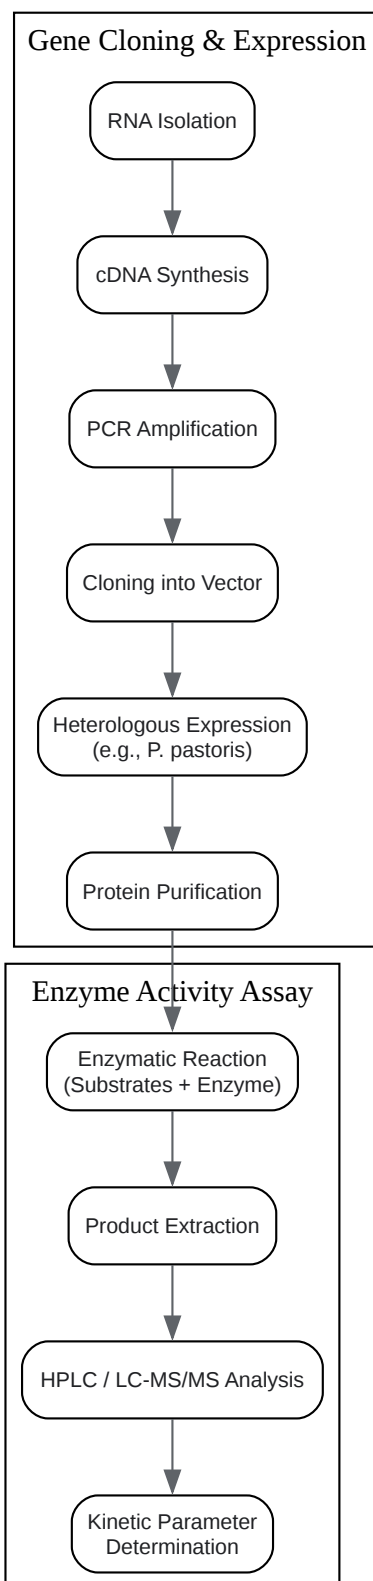 Gene Cloning & Expression
RNA Isolation
cDNA Synthesis
PCR Amplification
Cloning into Vector
Heterologous Expression
(e.g., P. pastoris)
Protein Purification
Enzyme Activity Assay
Enzymatic Reaction
(Substrates + Enzyme)
Product Extraction
HPLC / LC-MS/MS Analysis
Kinetic Parameter
Determination